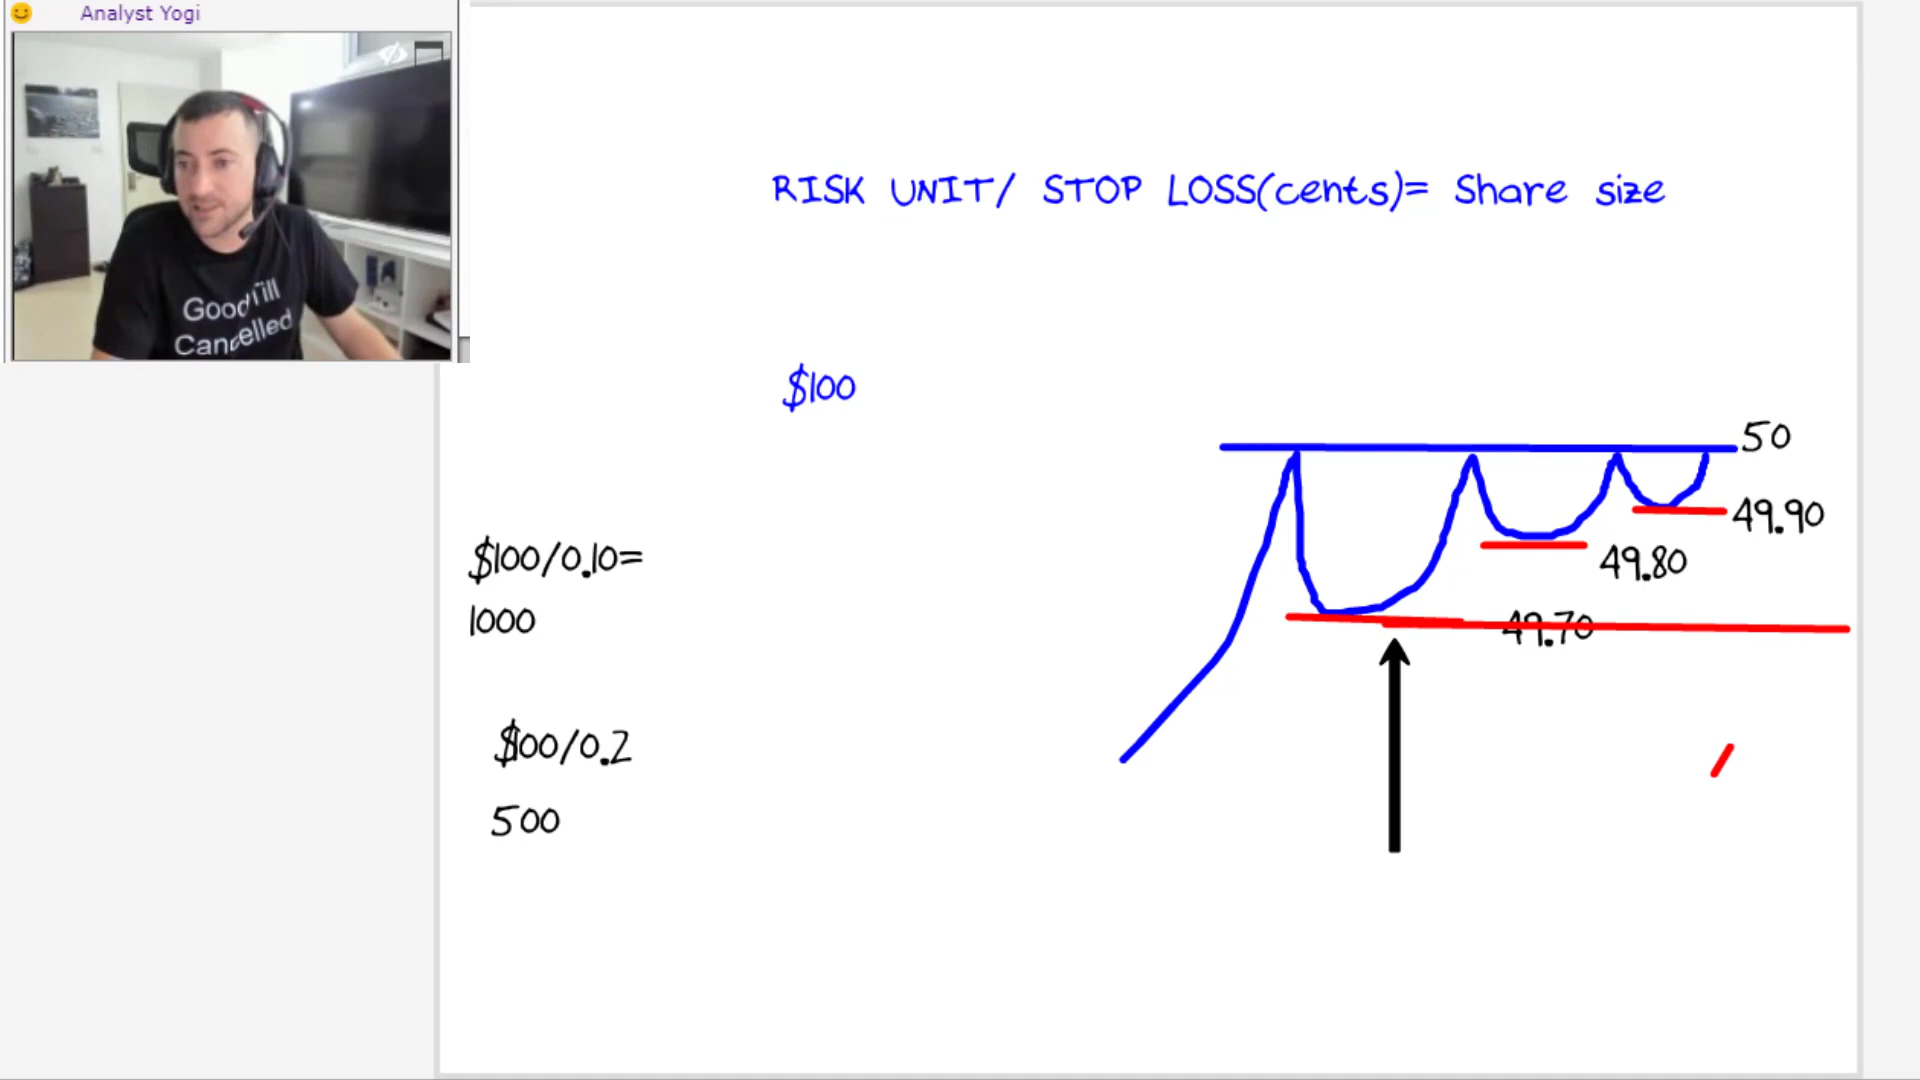 Analyst Yogi
Good Till
Cancelled
RISK UNIT/ STOP LOSS(cents)= Share size
$100
50
49.90
49.80
49.70
$100/0.10=
1000
$100/0.2
500